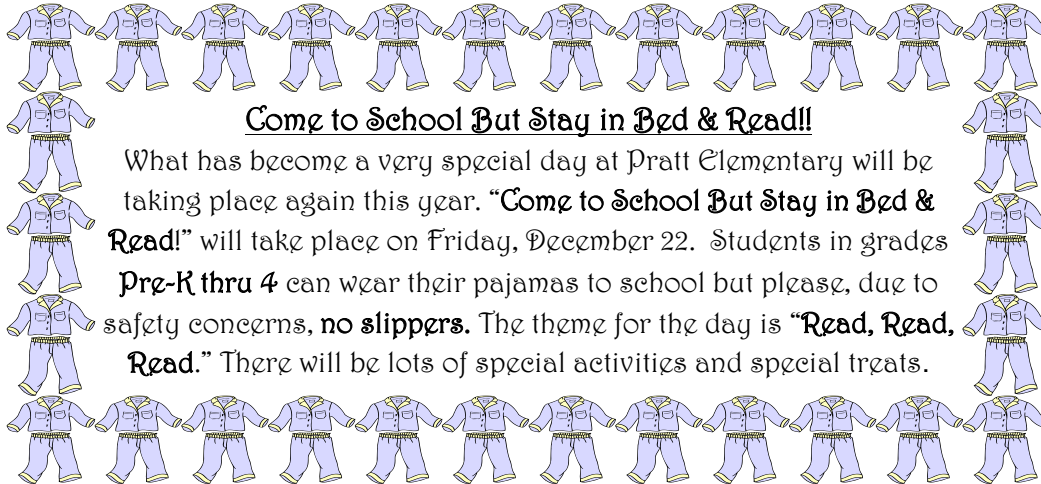 Come to School But Stay in Bed & Read!!
What has become a very special day at Pratt Elementary will be
taking place again this year. “Come to School But Stay in Bed &
Read!” will take place on Friday, December 22.  Students in grades
Pre-K thru 4 can wear their pajamas to school but please, due to
safety concerns, no slippers. The theme for the day is “Read, Read,
Read.” There will be lots of special activities and special treats.